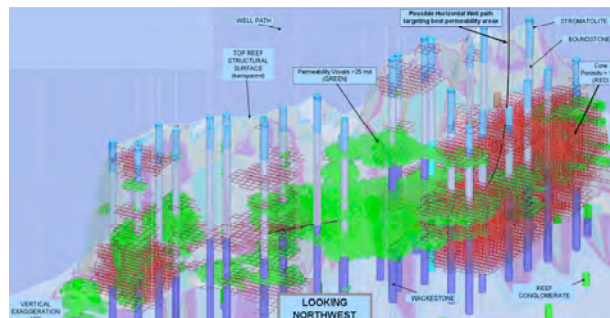 WELL PATH
Possible Horizontal Well path
targeting best permeability areas
STROMATOLITE
BOUNDSTONE
TOP REEF
STRUCTURAL
SURFACE
(transparent)
Permeability Voxels >25 md
(GREEN)
Core
Porosity >
(RED)
VERTICAL
EXAGGERATION
LOOKING
NORTHWEST
WACKESTONE
REEF
CONGLOMERATE